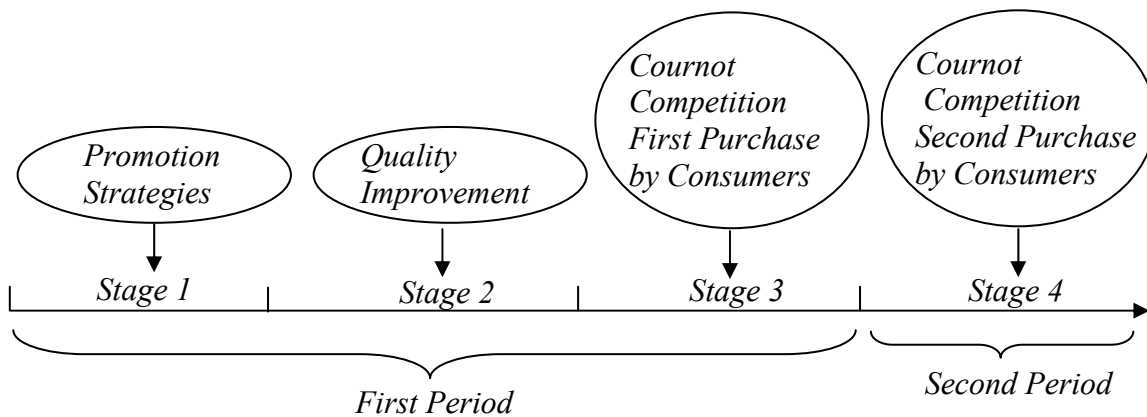 Promotion
Strategies
Quality
Improvement
Cournot
Competition
First Purchase
by Consumers
Cournot
Competition
Second Purchase
by Consumers
Stage 1
Stage 2
Stage 3
Stage 4
First Period
Second Period